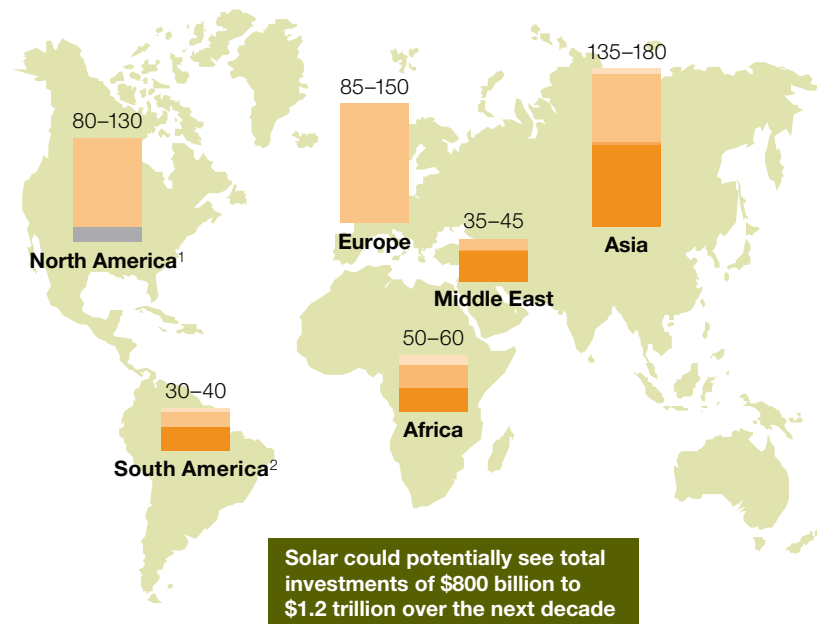 135–180
85–150
80–130
35–45
Europe
Asia
North America¹
Middle East
50–60
30–40
Africa
South America²
Solar could potentially see total
investments of $800 billion to
$1.2 trillion over the next decade